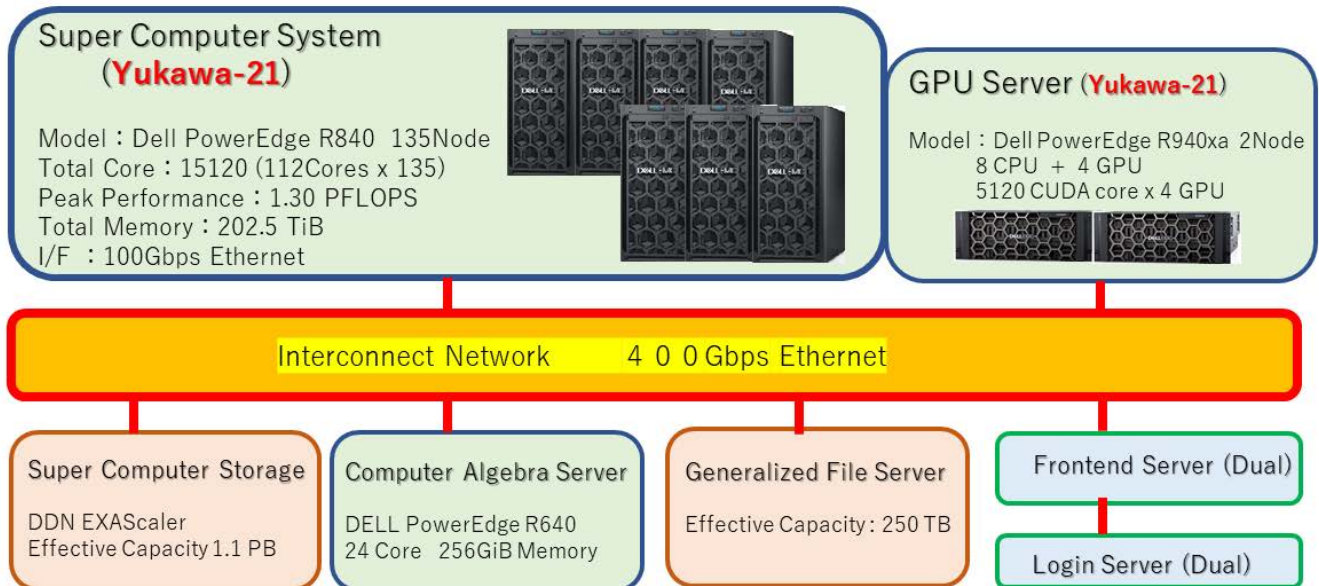 Super Computer System
(Yukawa-21)
Model：Dell PowerEdge R840 135Node
Total Core：15120 (112Cores x 135)
Peak Performance：1.30 PFLOPS
Total Memory：202.5 TiB
I/F ：100Gbps Ethernet
GPU Server (Yukawa-21)
Model：Dell PowerEdge R940xa 2Node
8 CPU + 4 GPU
5120 CUDA core x 4 GPU
Interconnect Network ４００Gbps Ethernet
Super Computer Storage
DDN EXAScaler
Effective Capacity 1.1 PB
Computer Algebra Server
DELL PowerEdge R640
24 Core 256GiB Memory
Generalized File Server
Effective Capacity：250 TB
Frontend Server (Dual)
Login Server (Dual)